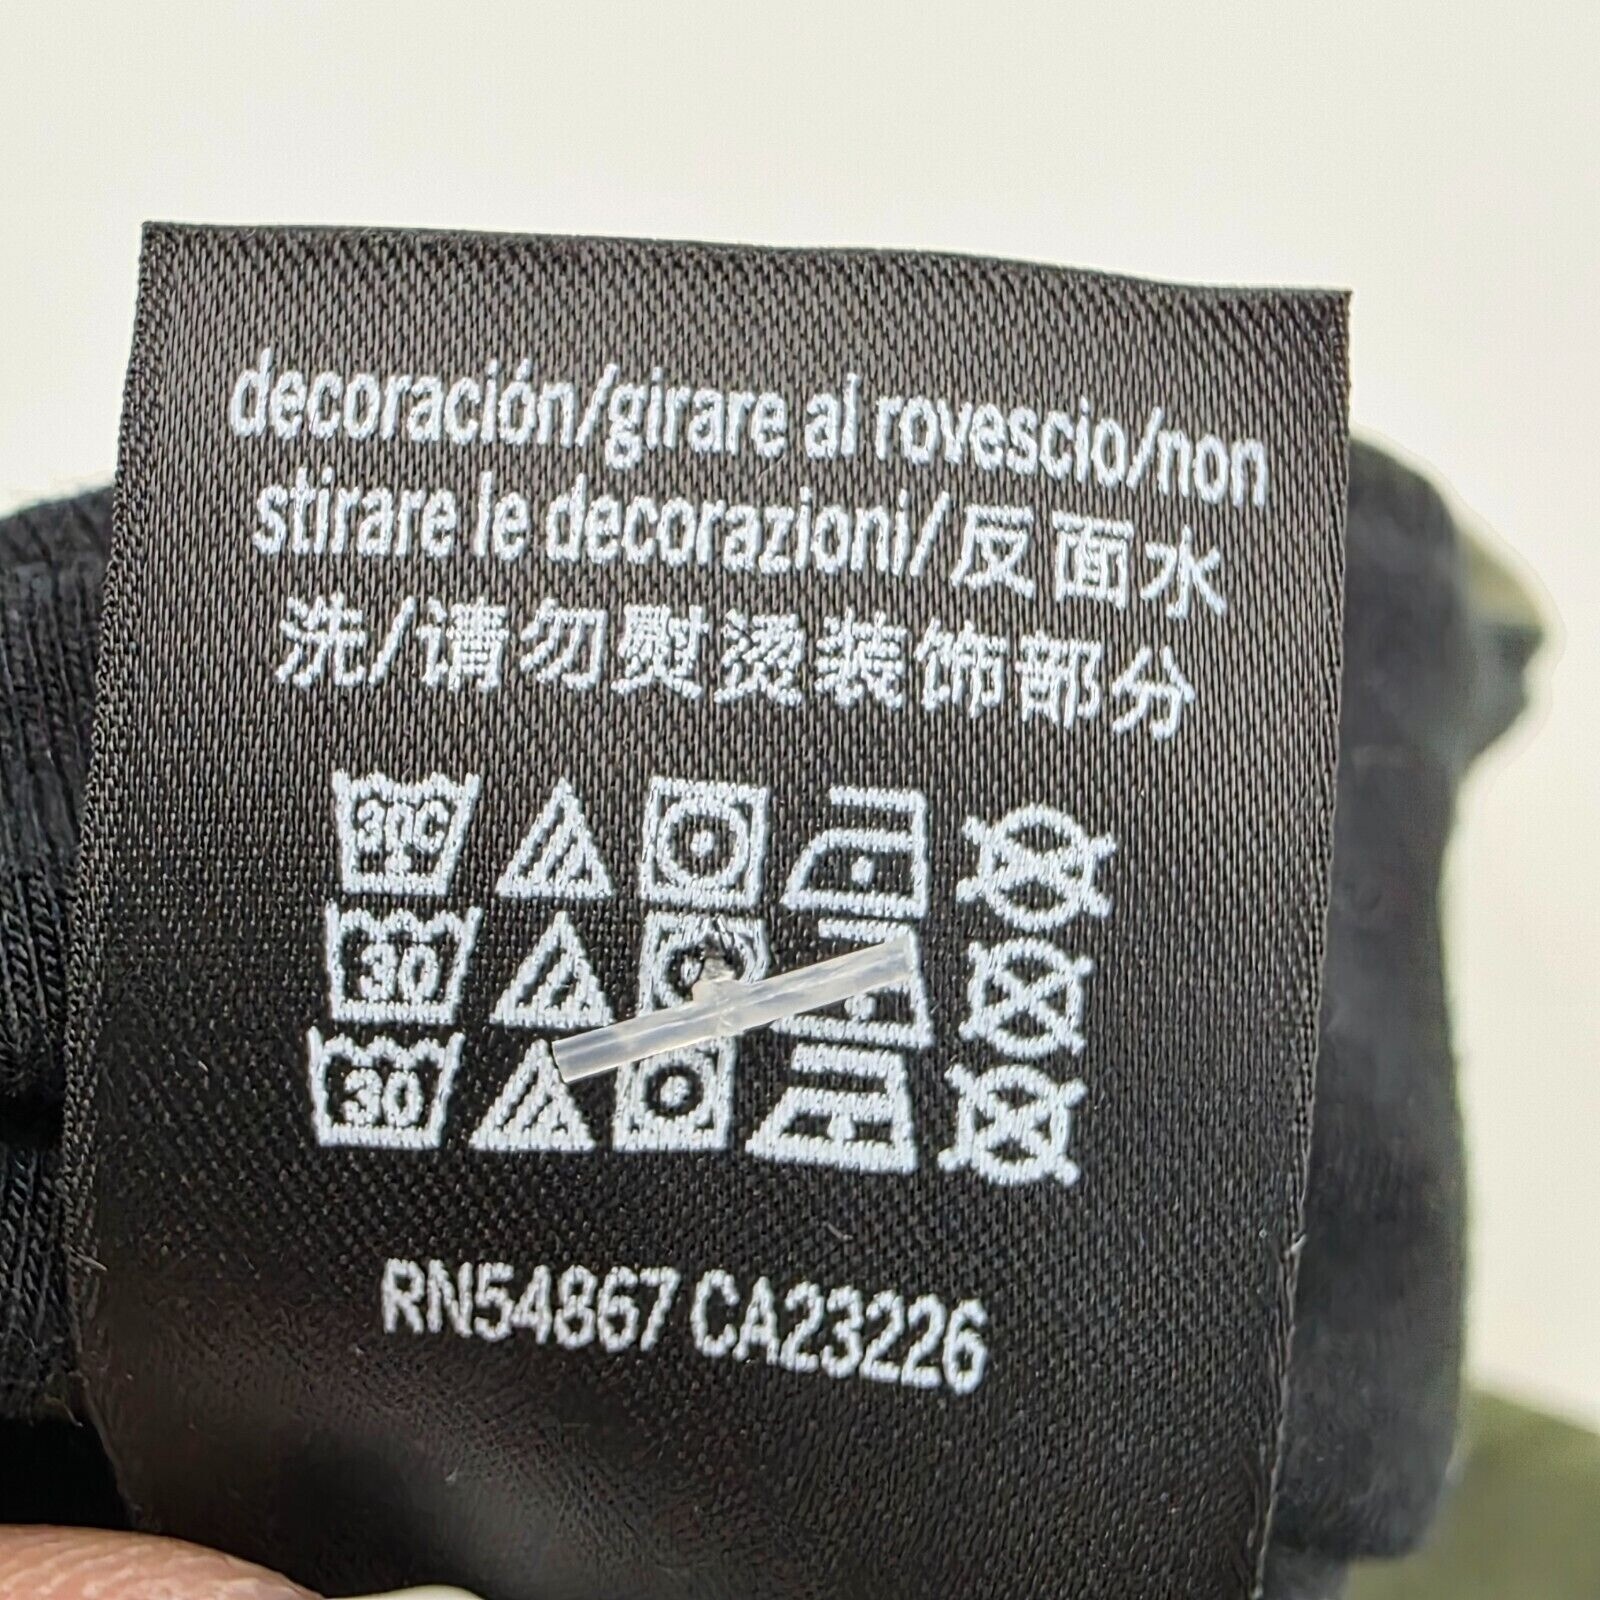 decoración/girare al rovescio/non
stirare le decorazioni/反面水
洗/请勿熨烫装饰部分
30C
30
30
RN54867 CA23226